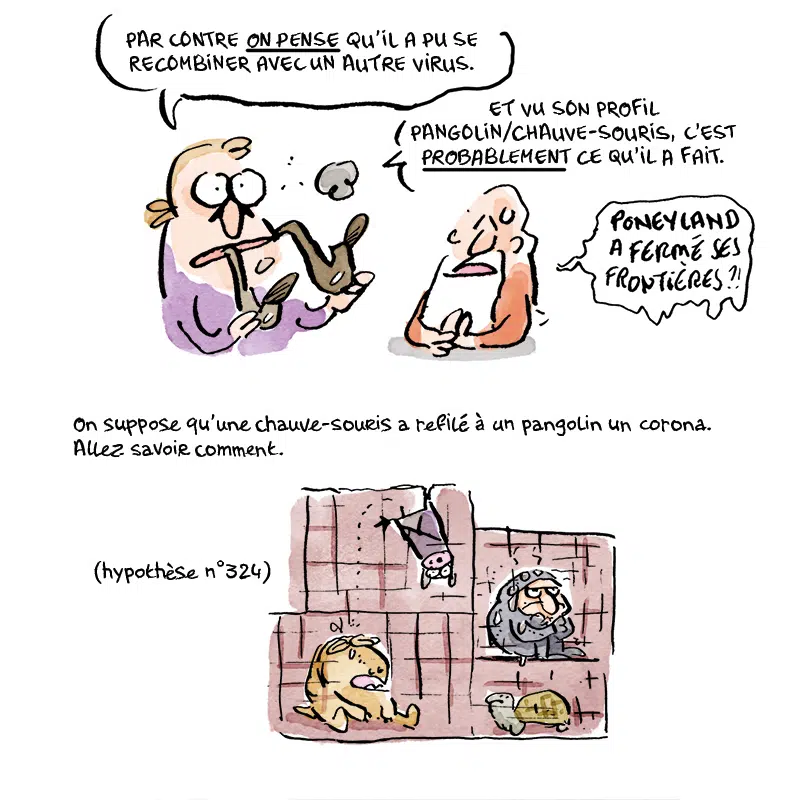 PAR CONTRE ON PENSE QU'IL A PU SE
RECOMBINER AVEC UN AUTRE VIRUS.
ET VU SON PROFIL
PANGOLIN/CHAUVE-SOURIS, C'EST
PROBABLEMENT CE QU'IL A FAIT.
PONEYLAND
A FERMÉ SES
FRONTIÈRES?!
On suppose qu'une chauve-souris a refilé à un pangolin un corona.
Allez savoir comment.
(hypothèse n°324)